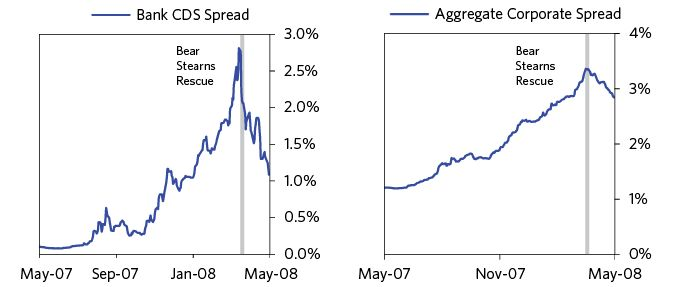 Bank CDS Spread
Bear
Stearns
Rescue
3.0%
2.5%
2.0%
1.5%
1.0%
0.5%
0.0%
May-07 Sep-07 Jan-08 May-08
Aggregate Corporate Spread
Bear
Stearns
Rescue
4%
3%
2%
1%
0%
May-07 Nov-07 May-08